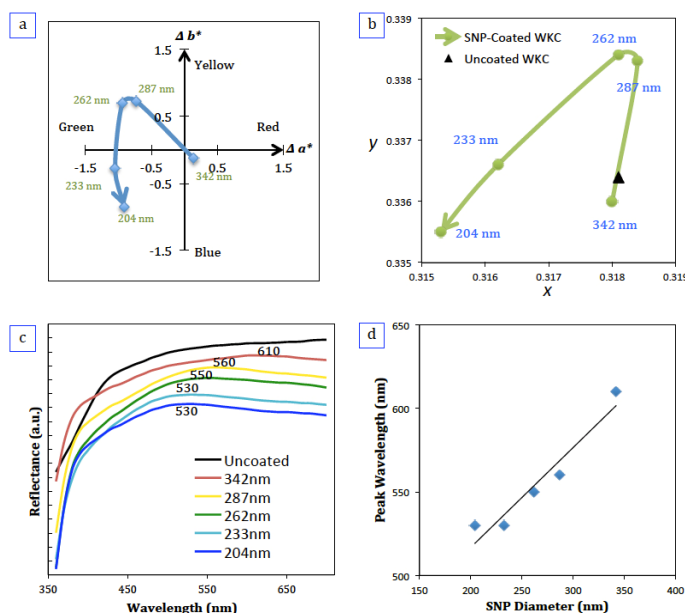 a
Δ b*
1.5
Yellow
287 nm
262 nm
0.5
Green
Red
-1.5
-0.5
0.5
1.5
Δ a*
233 nm
-0.5
342 nm
204 nm
-1.5
Blue
b
0.339
262 nm
SNP-Coated WKC
Uncoated WKC
0.338
287 nm
0.337
y
233 nm
0.336
204 nm
342 nm
0.335
0.315
0.316
0.317
0.318
0.319
x
c
610
560
550
530
530
Reflectance (a.u.)
Uncoated
342nm
287nm
262nm
233nm
204nm
350
450
550
650
Wavelength (nm)
d
650
600
550
500
Peak Wavelength (nm)
150
200
250
300
350
400
SNP Diameter (nm)